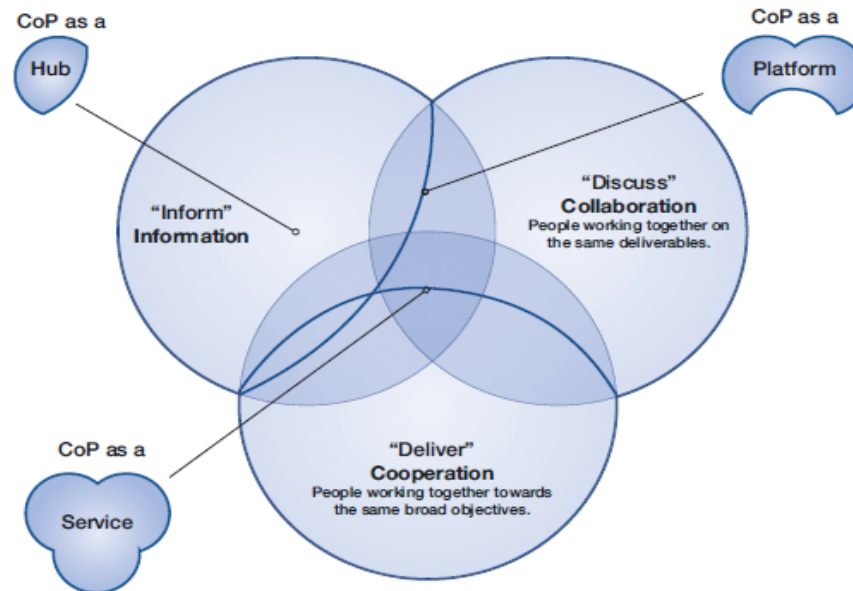 CoP as a
Hub
CoP as a
Platform
“Inform”
Information
“Discuss”
Collaboration
People working together on
the same deliverables.
“Deliver”
Cooperation
People working together towards
the same broad objectives.
CoP as a
Service